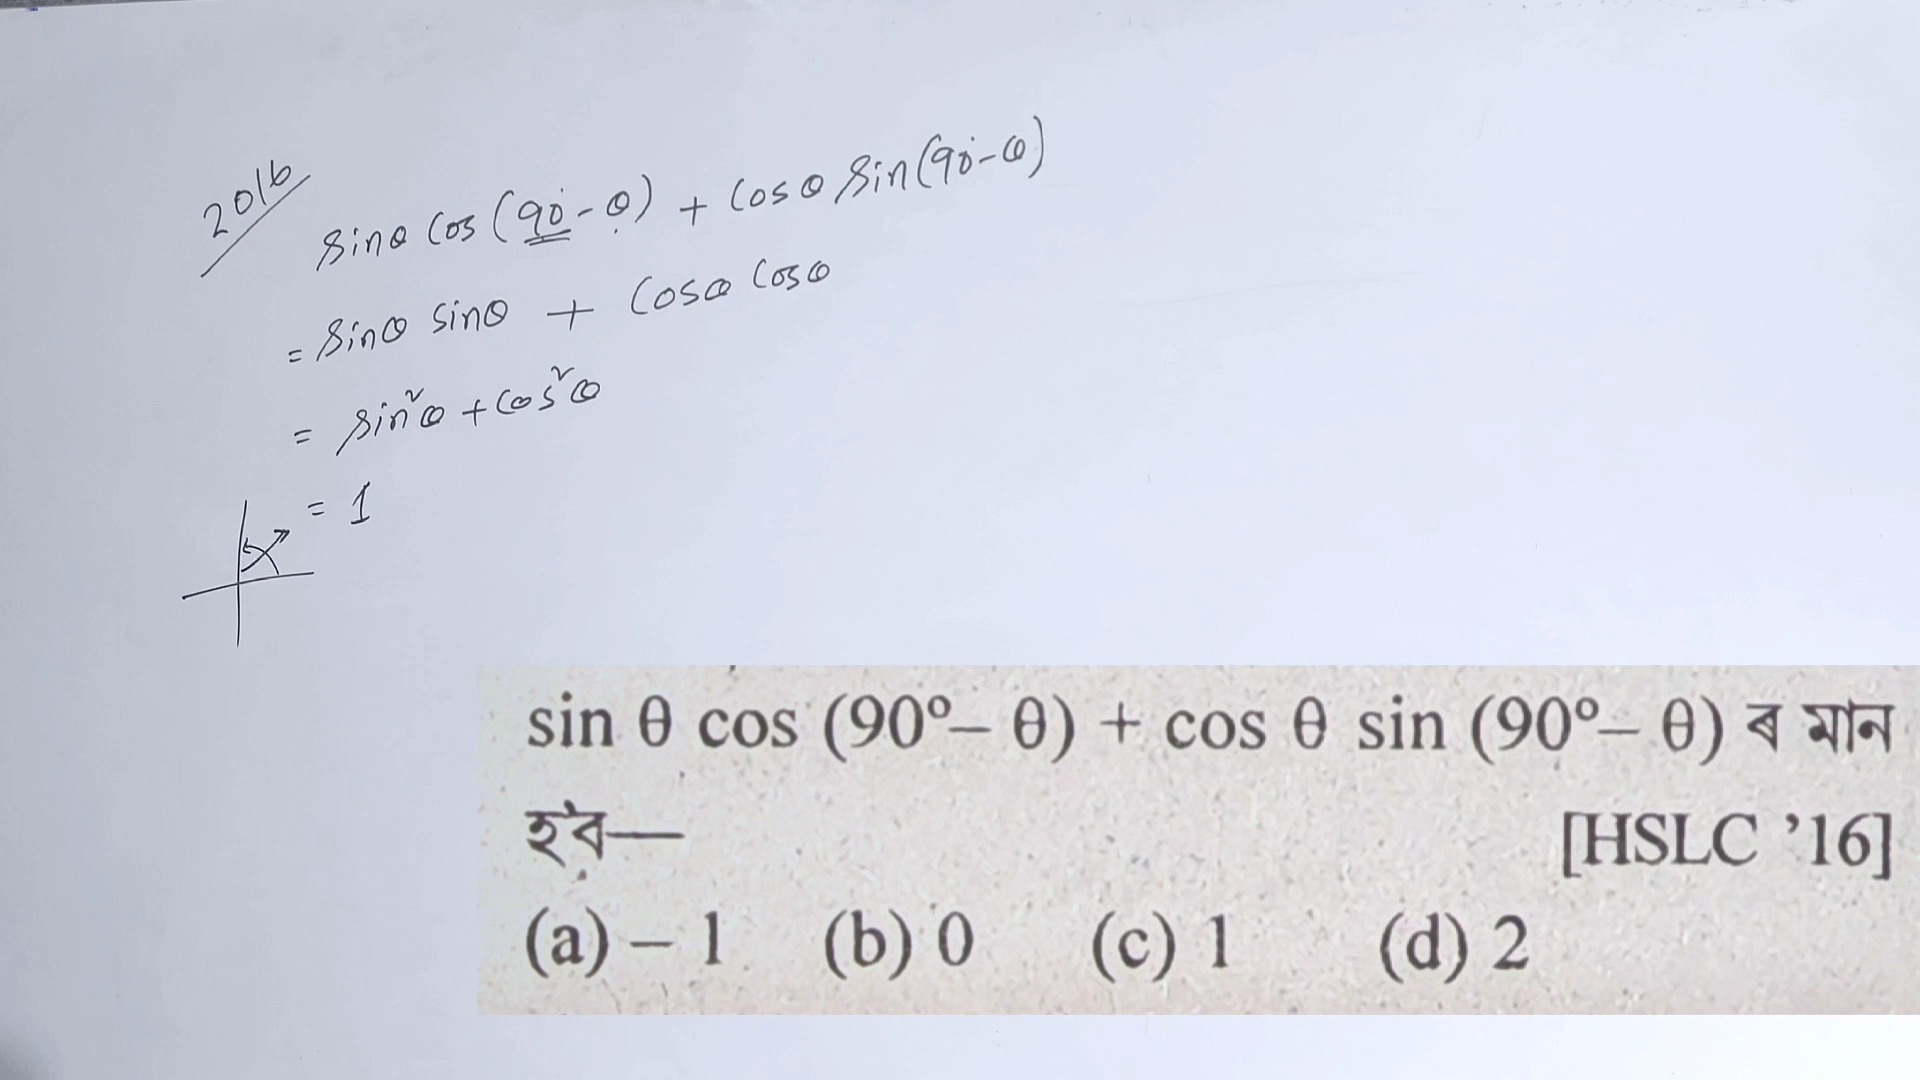 2016
sinθ cos(90°-θ) + cosθ sin(90°-θ)
= sinθ sinθ + cosθ cosθ
= sin²θ + cos²θ
= 1
sin θ cos (90°– θ) + cos θ sin (90°– θ) ৰ মান
হ'ব— [HSLC ’16]
(a) – 1 (b) 0 (c) 1 (d) 2